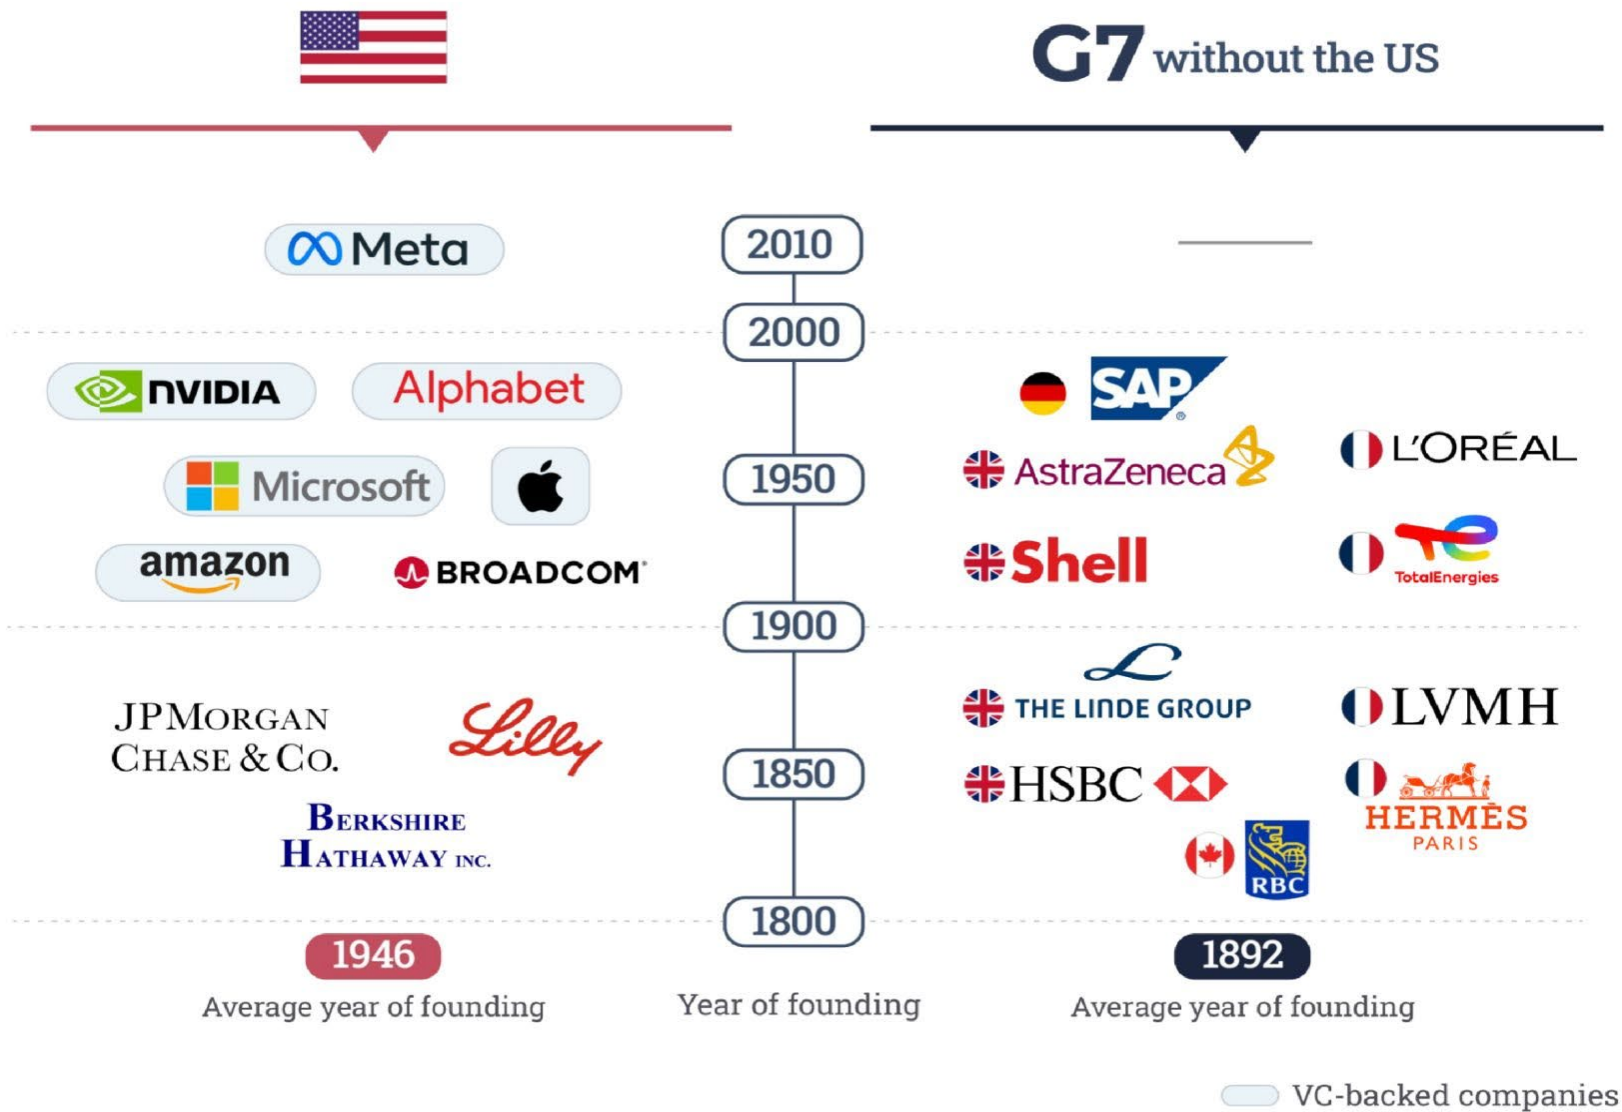 G7 without the US
Meta
2010
2000
NVIDIA
Alphabet
SAP
®
L'ORÉAL
Microsoft
1950
AstraZeneca
amazon
BROADCOM®
Shell
TotalEnergies
1900
JPMORGAN
CHASE & CO.
Lilly
L
THE LINDE GROUP
LVMH
1850
HSBC
BERKSHIRE
HATHAWAY INC.
HERMÈS
PARIS
RBC
1800
1946
1892
Average year of founding
Year of founding
Average year of founding
VC-backed companies